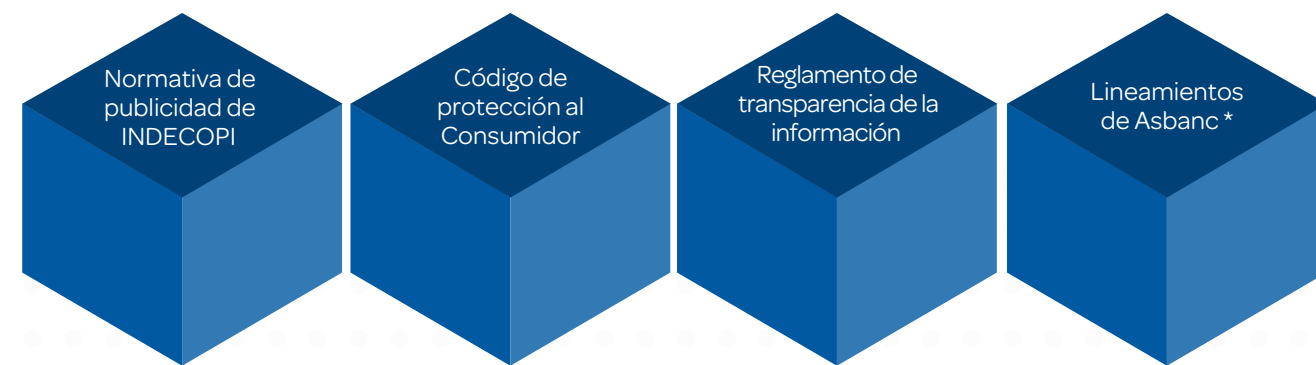 Normativa de
publicidad de
INDECOPI
Código de
protección al
Consumidor
Reglamento de
transparencia de la
información
Lineamientos
de Asbanc *